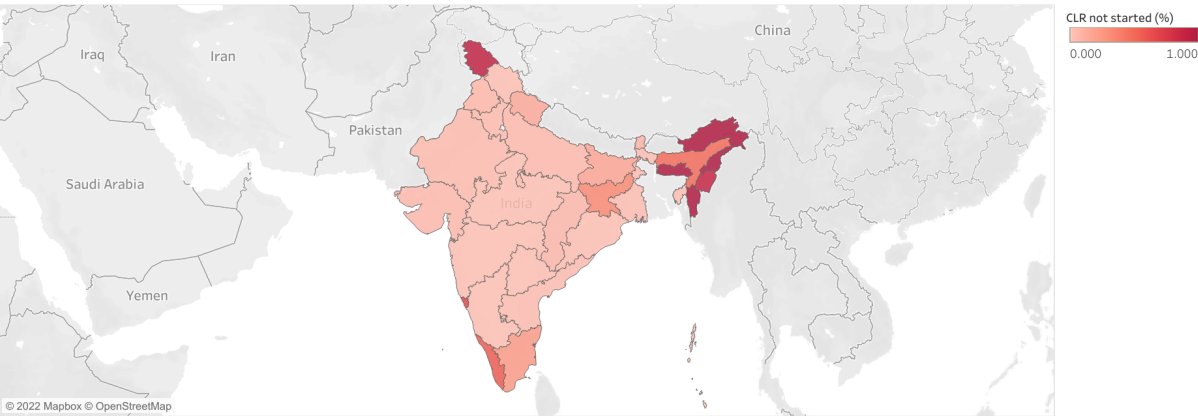 CLR not started (%)
0.000 1.000
China
Iraq
Iran
Pakistan
Saudi Arabia
India
Yemen
© 2022 Mapbox © OpenStreetMap